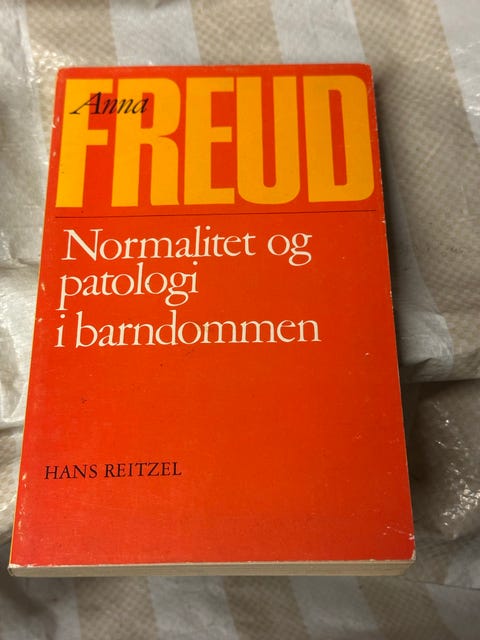 Anna
FREUD
Normalitet og
patologi
i barndommen
HANS REITZEL